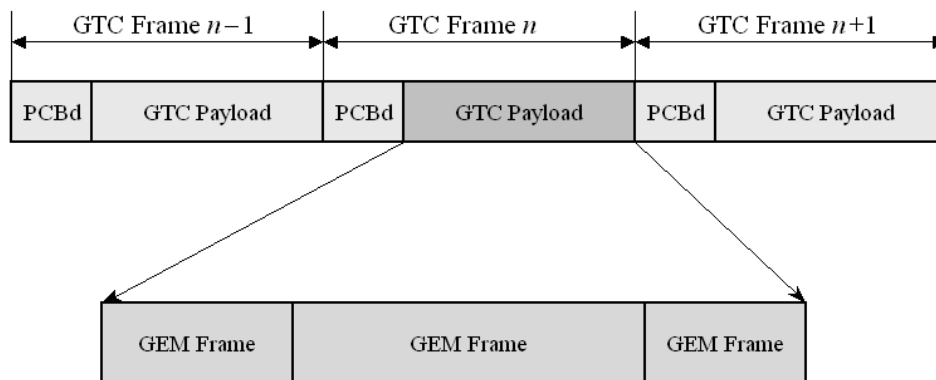 GTC Frame n−1 GTC Frame n GTC Frame n+1
PCBd GTC Payload PCBd GTC Payload PCBd GTC Payload
GEM Frame GEM Frame GEM Frame